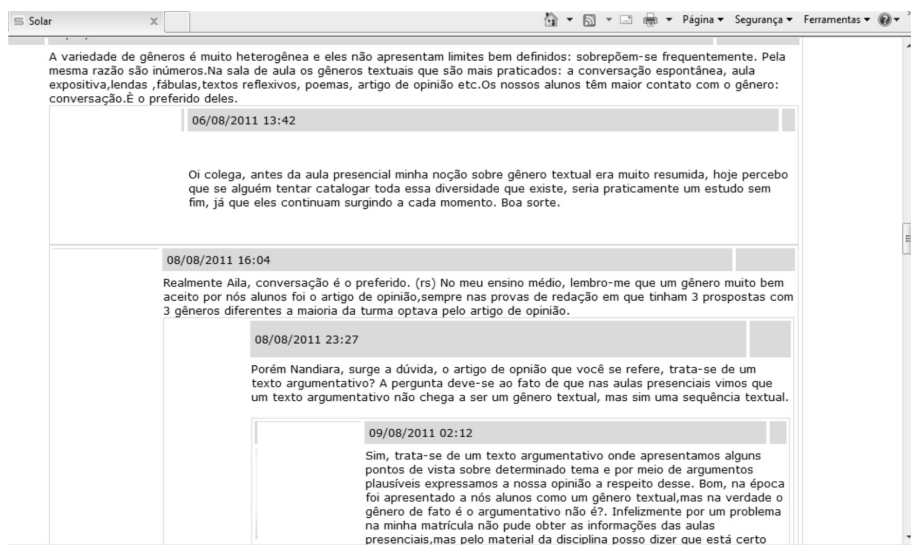 Solar
Página Segurança Ferramentas
A variedade de gêneros é muito heterogênea e eles não apresentam limites bem definidos: sobrepõem-se frequentemente. Pela
mesma razão são inúmeros.Na sala de aula os gêneros textuais que são mais praticados: a conversação espontânea, aula
expositiva,lendas ,fábulas,textos reflexivos, poemas, artigo de opinião etc.Os nossos alunos têm maior contato com o gênero:
conversação.È o preferido deles.
06/08/2011 13:42
Oi colega, antes da aula presencial minha noção sobre gênero textual era muito resumida, hoje percebo
que se alguém tentar catalogar toda essa diversidade que existe, seria praticamente um estudo sem
fim, já que eles continuam surgindo a cada momento. Boa sorte.
08/08/2011 16:04
Realmente Aila, conversação é o preferido. (rs) No meu ensino médio, lembro-me que um gênero muito bem
aceito por nós alunos foi o artigo de opinião,sempre nas provas de redação em que tinham 3 prospostas com
3 gêneros diferentes a maioria da turma optava pelo artigo de opinião.
08/08/2011 23:27
Porém Nandiara, surge a dúvida, o artigo de opnião que você se refere, trata-se de um
texto argumentativo? A pergunta deve-se ao fato de que nas aulas presenciais vimos que
um texto argumentativo não chega a ser um gênero textual, mas sim uma sequência textual.
09/08/2011 02:12
Sim, trata-se de um texto argumentativo onde apresentamos alguns
pontos de vista sobre determinado tema e por meio de argumentos
plausíveis expressamos a nossa opinião a respeito desse. Bom, na época
foi apresentado a nós alunos como um gênero textual,mas na verdade o
gênero de fato é o argumentativo não é?. Infelizmente por um problema
na minha matrícula não pude obter as informações das aulas
presenciais,mas pelo material da disciplina posso dizer que está certo